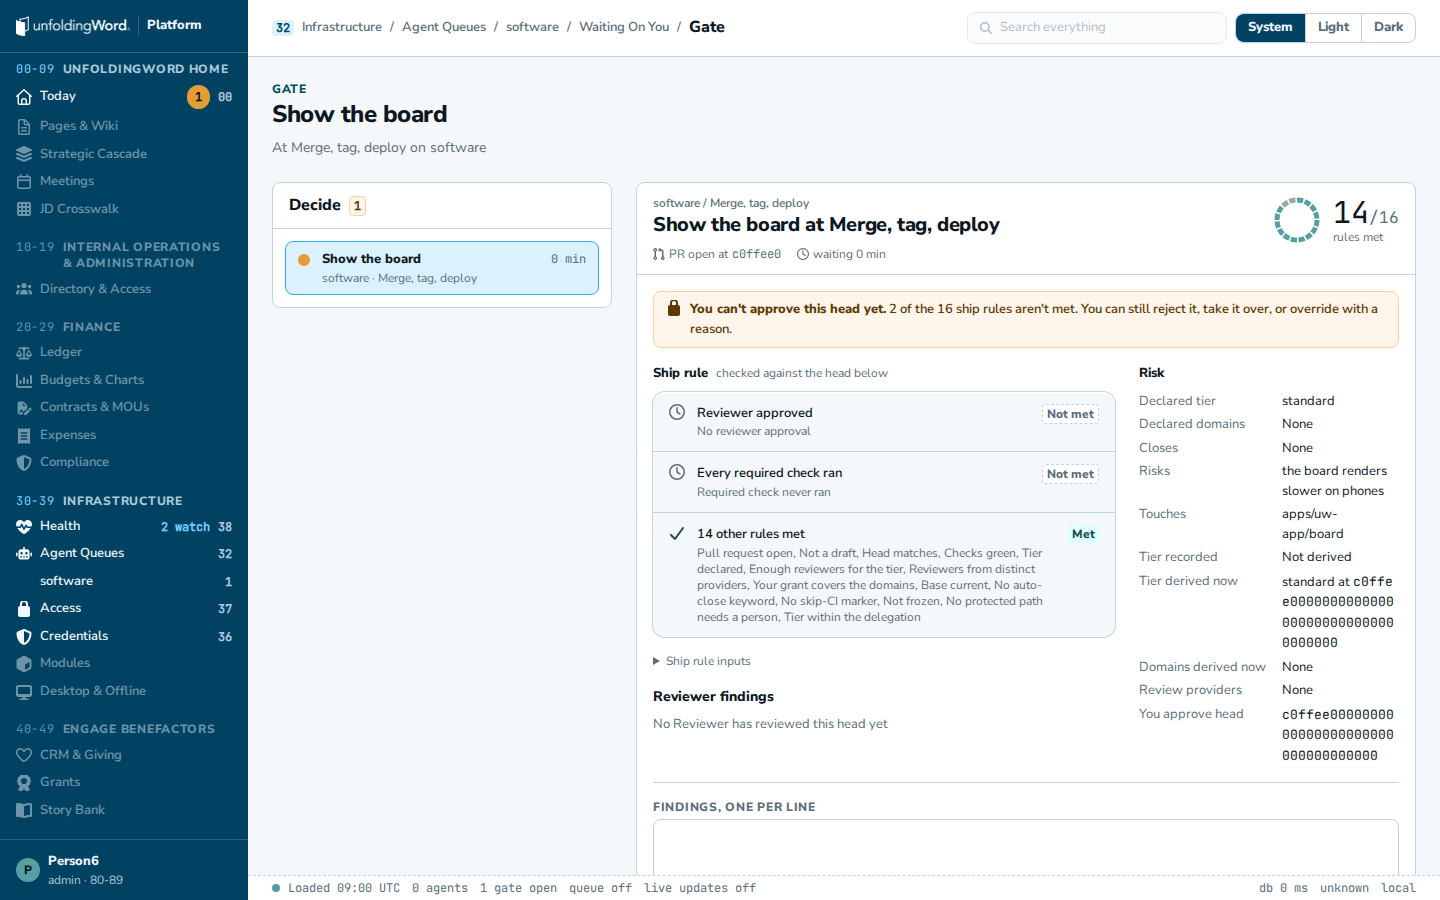 unfoldingWord Platform
00-09 UNFOLDINGWORD HOME
Today 1 00
Pages & Wiki
Strategic Cascade
Meetings
JD Crosswalk
10-19 INTERNAL OPERATIONS
& ADMINISTRATION
Directory & Access
20-29 FINANCE
Ledger
Budgets & Charts
Contracts & MOUs
Expenses
Compliance
30-39 INFRASTRUCTURE
Health 2 watch 38
Agent Queues 32
software 1
Access 37
Credentials 36
Modules
Desktop & Offline
40-49 ENGAGE BENEFACTORS
CRM & Giving
Grants
Story Bank
P Person6
admin · 80-89
32 Infrastructure / Agent Queues / software / Waiting On You / Gate
Search everything
System Light Dark
GATE
Show the board
At Merge, tag, deploy on software
Decide 1
Show the board 0 min
software · Merge, tag, deploy
software / Merge, tag, deploy
Show the board at Merge, tag, deploy
PR open at c0ffee0 waiting 0 min
14/16
rules met
You can't approve this head yet. 2 of the 16 ship rules aren't met. You can still reject it, take it over, or override with a
reason.
Ship rule checked against the head below
Reviewer approved Not met
No reviewer approval
Every required check ran Not met
Required check never ran
14 other rules met Met
Pull request open, Not a draft, Head matches, Checks green, Tier
declared, Enough reviewers for the tier, Reviewers from distinct
providers, Your grant covers the domains, Base current, No auto-
close keyword, No skip-CI marker, Not frozen, No protected path
needs a person, Tier within the delegation
Ship rule inputs
Reviewer findings
No Reviewer has reviewed this head yet
Risk
Declared tier standard
Declared domains None
Closes None
Risks the board renders
slower on phones
Touches apps/uw-
app/board
Tier recorded Not derived
Tier derived now standard at c0ffe
e0000000000000
00000000000000
0000000
Domains derived now None
Review providers None
You approve head c0ffee00000000
00000000000000
000000000000
FINDINGS, ONE PER LINE
Loaded 09:00 UTC 0 agents 1 gate open queue off live updates off
db 0 ms unknown local